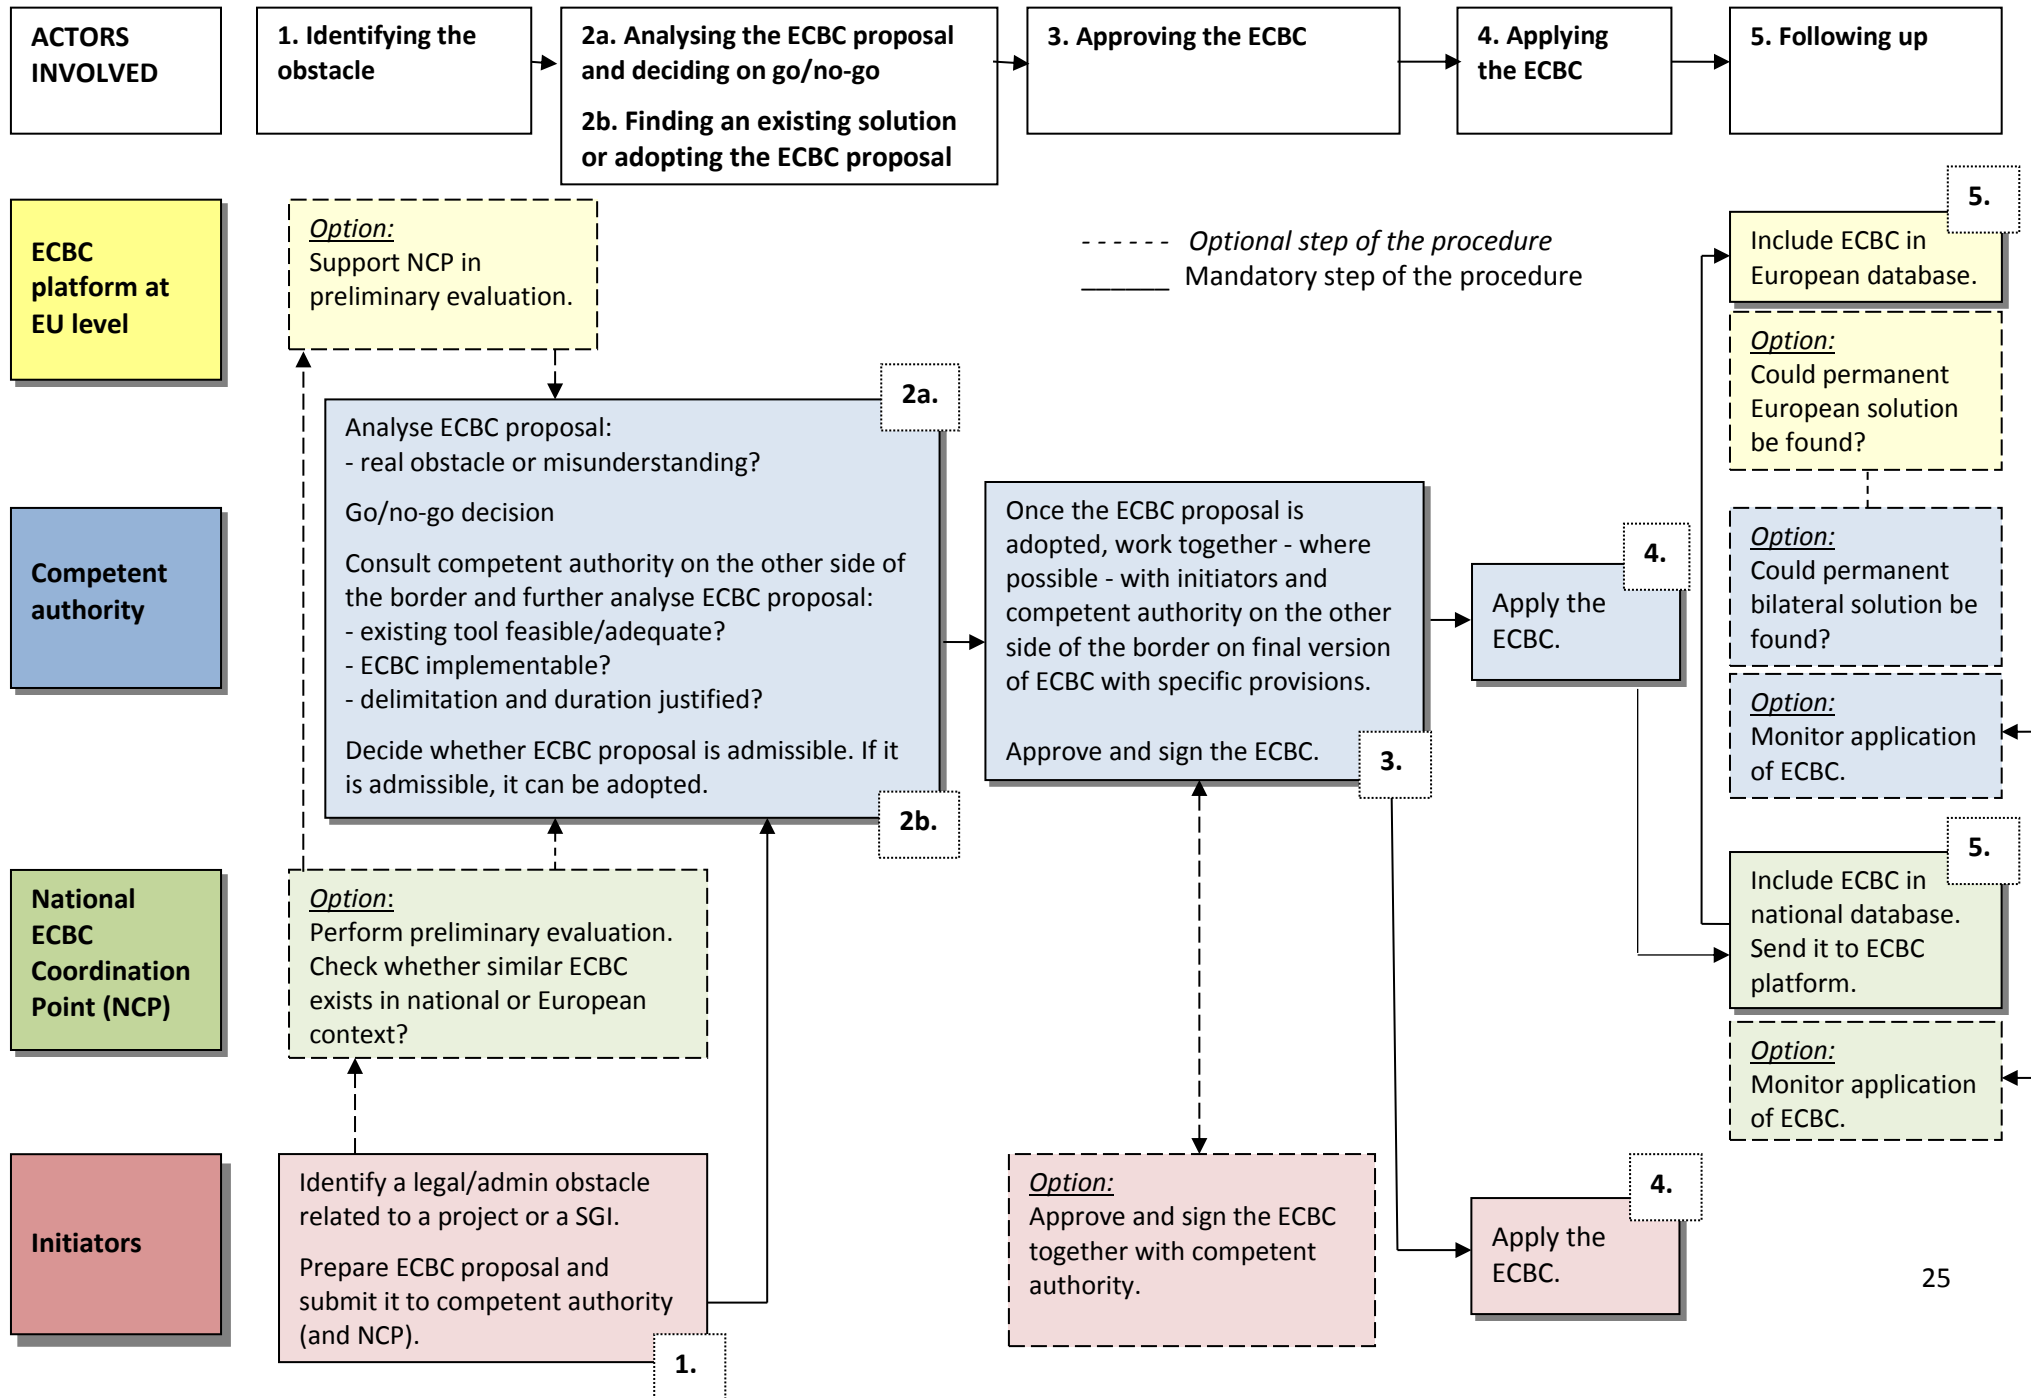 ACTORS
INVOLVED
1. Identifying the
obstacle
2a. Analysing the ECBC proposal
and deciding on go/no-go
2b. Finding an existing solution
or adopting the ECBC proposal
3. Approving the ECBC
4. Applying
the ECBC
5. Following up
ECBC
platform at
EU level
Option:
Support NCP in
preliminary evaluation.
- - - - - - Optional step of the procedure
______ Mandatory step of the procedure
5.
Include ECBC in
European database.
Option:
Could permanent
European solution
be found?
Competent
authority
2a.
Analyse ECBC proposal:
- real obstacle or misunderstanding?
Go/no-go decision
Consult competent authority on the other side of
the border and further analyse ECBC proposal:
- existing tool feasible/adequate?
- ECBC implementable?
- delimitation and duration justified?
Decide whether ECBC proposal is admissible. If it
is admissible, it can be adopted.
2b.
Once the ECBC proposal is
adopted, work together - where
possible - with initiators and
competent authority on the other
side of the border on final version
of ECBC with specific provisions.
Approve and sign the ECBC.
3.
4.
Apply the
ECBC.
Option:
Could permanent
bilateral solution be
found?
Option:
Monitor application
of ECBC.
National
ECBC
Coordination
Point (NCP)
Option:
Perform preliminary evaluation.
Check whether similar ECBC
exists in national or European
context?
5.
Include ECBC in
national database.
Send it to ECBC
platform.
Option:
Monitor application
of ECBC.
Initiators
Identify a legal/admin obstacle
related to a project or a SGI.
Prepare ECBC proposal and
submit it to competent authority
(and NCP).
1.
Option:
Approve and sign the ECBC
together with competent
authority.
4.
Apply the
ECBC.
25